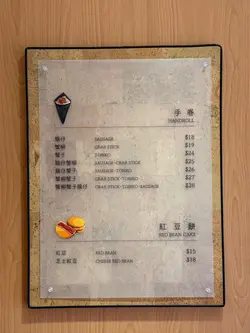 手卷
HANDROLL
腸仔 SAUSAGE $18
蟹柳 CRAB STICK $19
蟹子 TOBIKO $26
腸仔蟹柳 SAUSAGE+CRAB STICK $25
腸仔蟹子 SAUSAGE+TOBIKO $26
蟹柳蟹子 CRAB STICK+TOBIKO $27
蟹柳蟹子腸仔 CRAB STICK+TOBIKO+SAUSAGE $28
紅豆餅
RED BEAN CAKE
紅豆 RED BEAN $15
芝士紅豆 CHEESE RED BEAN $18